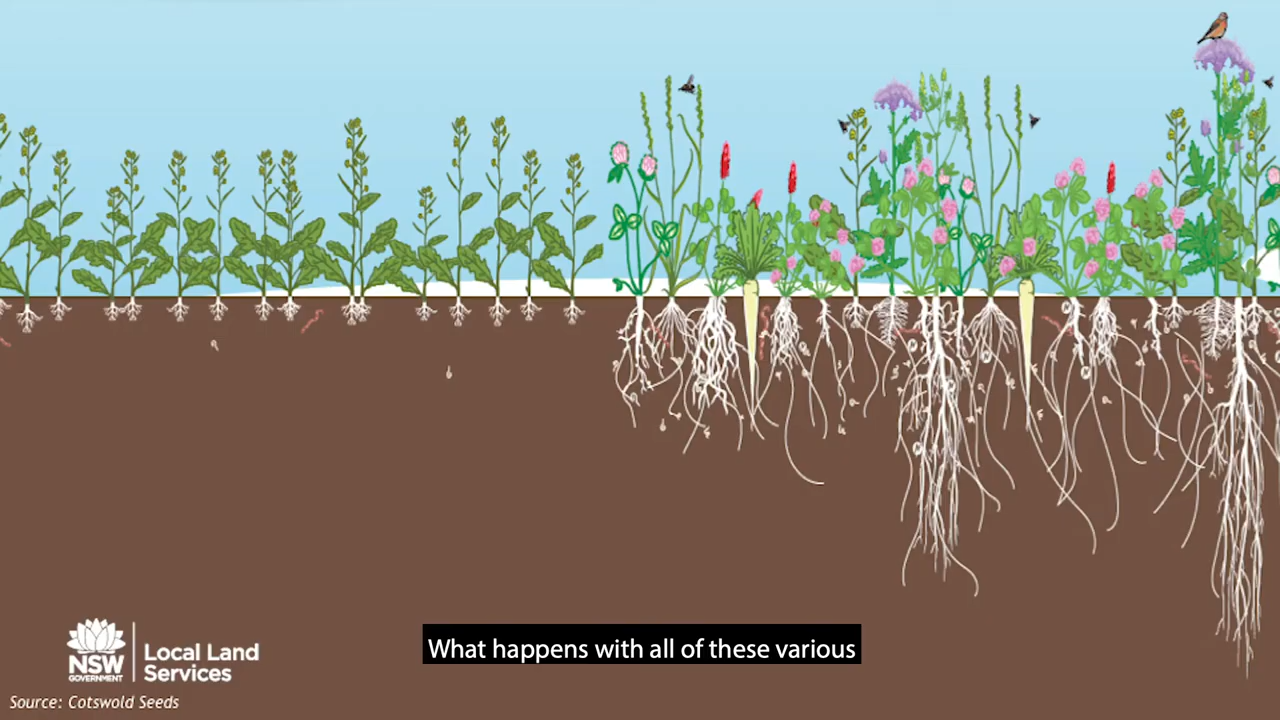 What happens with all of these various
NSW
GOVERNMENT
Local Land
Services
Source: Cotswold Seeds